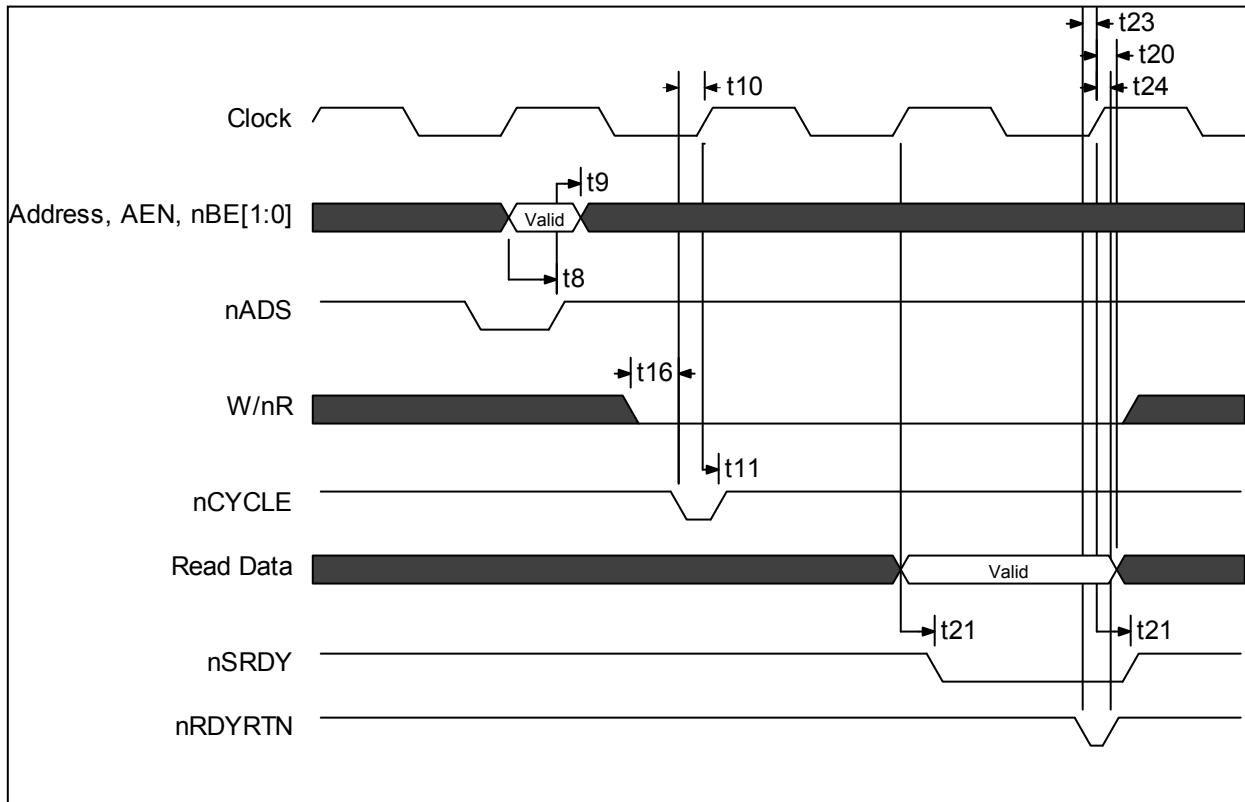 t23
t20
t10
t24
Clock
t9
Address, AEN, nBE[1:0]
Valid
t8
nADS
t16
W/nR
t11
nCYCLE
Read Data
Valid
t21
t21
nSRDY
nRDYRTN